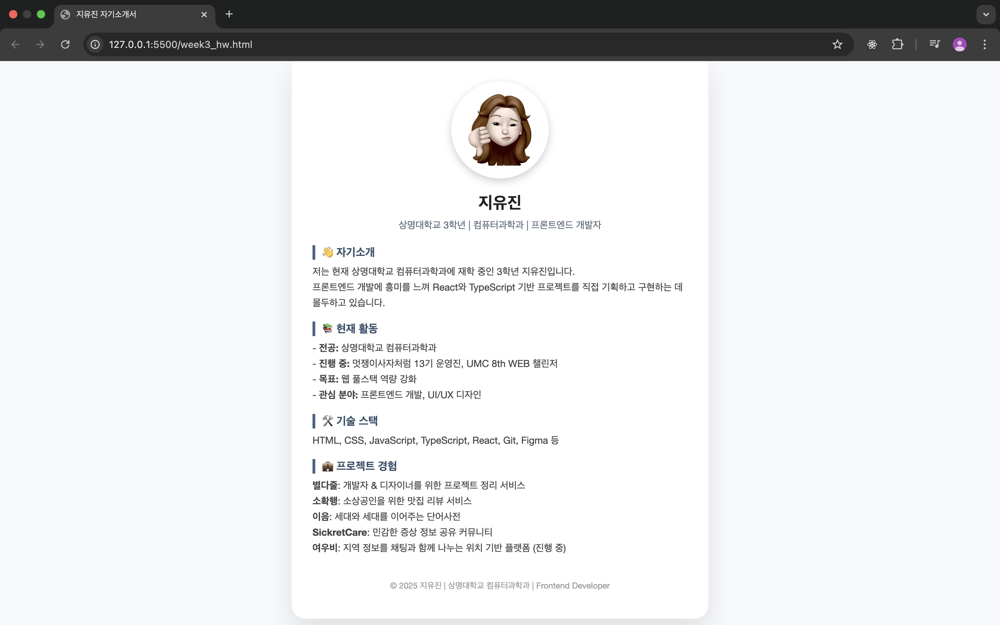 지유진 자기소개서
127.0.0.1:5500/week3_hw.html
지유진
상명대학교 3학년 | 컴퓨터과학과 | 프론트엔드 개발자
👋 자기소개
저는 현재 상명대학교 컴퓨터과학과에 재학 중인 3학년 지유진입니다.
프론트엔드 개발에 흥미를 느껴 React와 TypeScript 기반 프로젝트를 직접 기획하고 구현하는 데
몰두하고 있습니다.
📚 현재 활동
- 전공: 상명대학교 컴퓨터과학과
- 진행 중: 멋쟁이사자처럼 13기 운영진, UMC 8th WEB 챌린저
- 목표: 웹 풀스택 역량 강화
- 관심 분야: 프론트엔드 개발, UI/UX 디자인
🛠 기술 스택
HTML, CSS, JavaScript, TypeScript, React, Git, Figma 등
💼 프로젝트 경험
별다줄: 개발자 & 디자이너를 위한 프로젝트 정리 서비스
소확행: 소상공인을 위한 맛집 리뷰 서비스
이음: 세대와 세대를 이어주는 단어사전
SickretCare: 민감한 증상 정보 공유 커뮤니티
여우비: 지역 정보를 채팅과 함께 나누는 위치 기반 플랫폼 (진행 중)
© 2025 지유진 | 상명대학교 컴퓨터과학과 | Frontend Developer